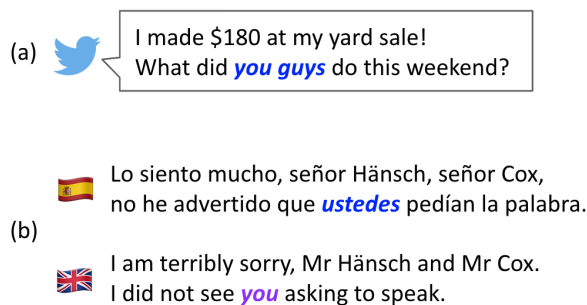 (a)
I made $180 at my yard sale!
What did you guys do this weekend?
Lo siento mucho, señor Hänsch, señor Cox,
no he advertido que ustedes pedían la palabra.
(b)
I am terribly sorry, Mr Hänsch and Mr Cox.
I did not see you asking to speak.